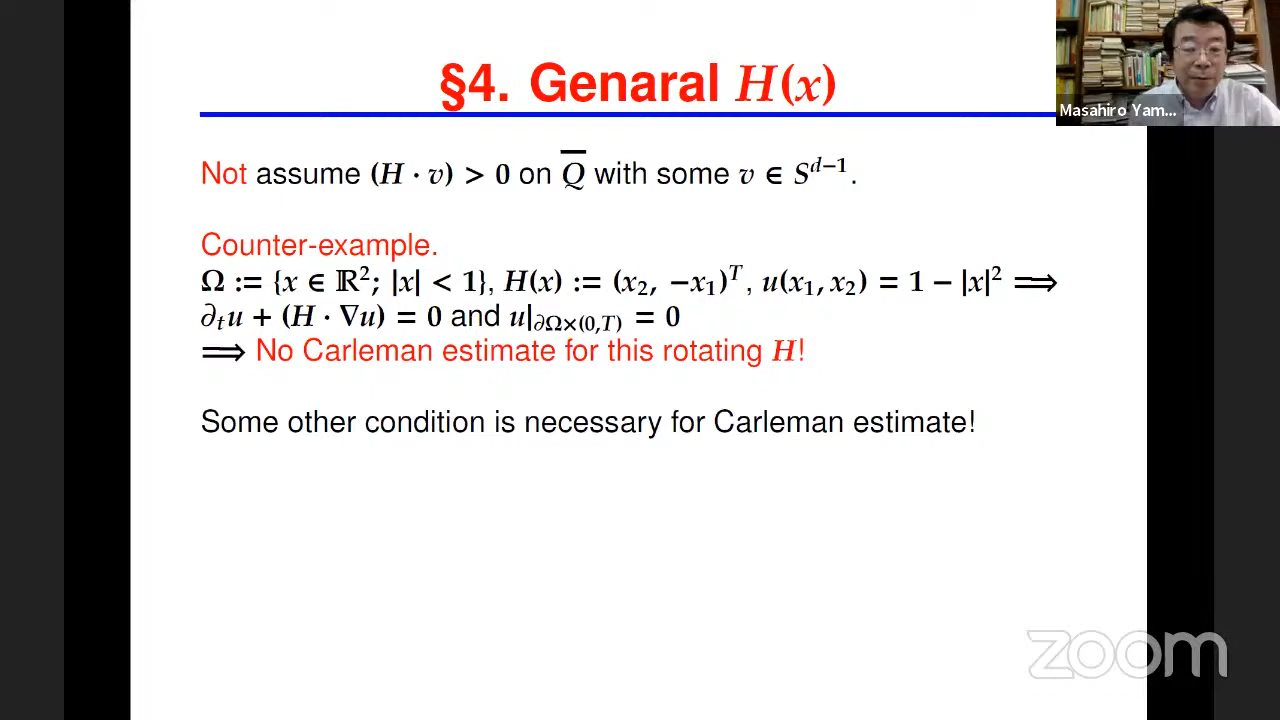 §4. Genaral H(x)
Masahiro Yam...
Not assume (H · v) > 0 on Q̅ with some v ∈ S^{d−1}.
Counter-example.
Ω := {x ∈ ℝ²; |x| < 1}, H(x) := (x₂, −x₁)^T, u(x₁, x₂) = 1 − |x|² ⟹
∂ₜu + (H · ∇u) = 0 and u|_{∂Ω×(0,T)} = 0
⟹ No Carleman estimate for this rotating H!
Some other condition is necessary for Carleman estimate!
zoom